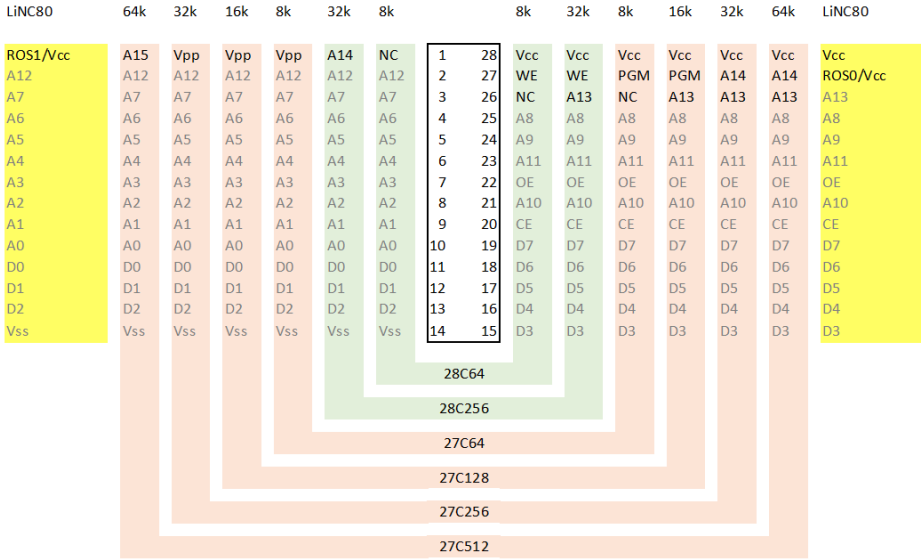 LiNC80 64k 32k 16k 8k 32k 8k 8k 32k 8k 16k 32k 64k LiNC80
ROS1/Vcc A15 Vpp Vpp Vpp A14 NC 1 28 Vcc Vcc Vcc Vcc Vcc Vcc Vcc
A12 A12 A12 A12 A12 A12 A12 2 27 WE WE PGM PGM A14 A14 ROS0/Vcc
A7 A7 A7 A7 A7 A7 A7 3 26 NC A13 NC A13 A13 A13 A13
A6 A6 A6 A6 A6 A6 A6 4 25 A8 A8 A8 A8 A8 A8 A8
A5 A5 A5 A5 A5 A5 A5 5 24 A9 A9 A9 A9 A9 A9 A9
A4 A4 A4 A4 A4 A4 A4 6 23 A11 A11 A11 A11 A11 A11 A11
A3 A3 A3 A3 A3 A3 A3 7 22 OE OE OE OE OE OE OE
A2 A2 A2 A2 A2 A2 A2 8 21 A10 A10 A10 A10 A10 A10 A10
A1 A1 A1 A1 A1 A1 A1 9 20 CE CE CE CE CE CE CE
A0 A0 A0 A0 A0 A0 A0 10 19 D7 D7 D7 D7 D7 D7 D7
D0 D0 D0 D0 D0 D0 D0 11 18 D6 D6 D6 D6 D6 D6 D6
D1 D1 D1 D1 D1 D1 D1 12 17 D5 D5 D5 D5 D5 D5 D5
D2 D2 D2 D2 D2 D2 D2 13 16 D4 D4 D4 D4 D4 D4 D4
Vss Vss Vss Vss Vss Vss Vss 14 15 D3 D3 D3 D3 D3 D3 D3
28C64
28C256
27C64
27C128
27C256
27C512